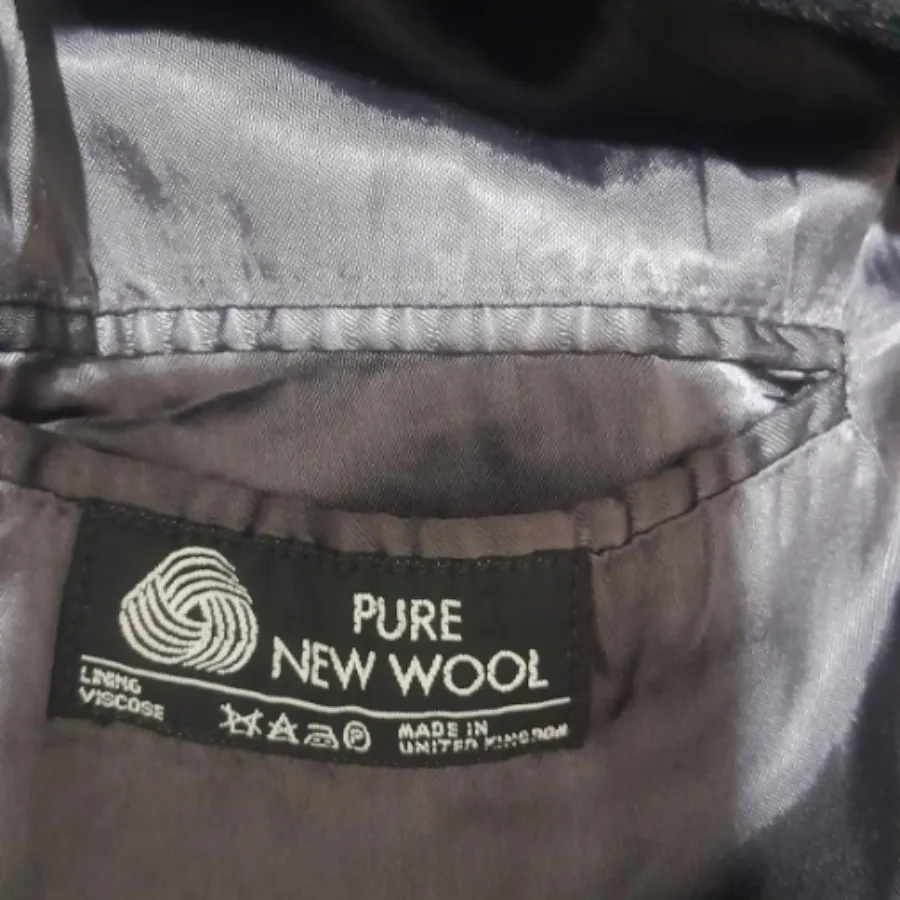 PURE
NEW WOOL
LINING
VISCOSE
P
MADE IN
UNITED KINGDOM